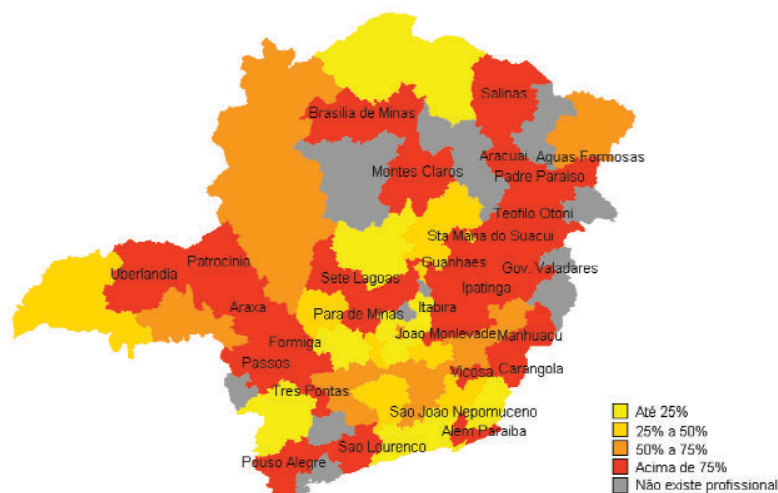 Salinas
Brasilia de Minas
Aracuai
Aguas Formosas
Montes Claros
Padre Paraiso
Teofilo Otoni
Sta Maria do Suacui
Patrocinio
Guanhaes
Gov. Valadares
Uberlandia
Sete Lagoas
Ipatinga
Araxa
Para de Minas
Itabira
Joao Monlevade
Manhuacu
Formiga
Passos
Vicosa
Carangola
Tres Pontas
Sao João Nepomuceno
Alem Paraiba
Sao Lourenco
Pouso Alegre
Até 25%
25% a 50%
50% a 75%
Acima de 75%
Não existe profissional